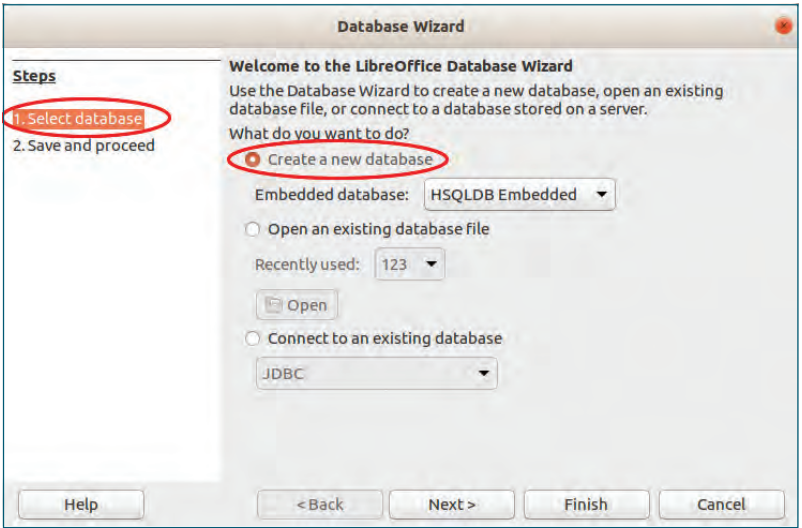 Database Wizard
Steps
1. Select database
2. Save and proceed
Welcome to the LibreOffice Database Wizard
Use the Database Wizard to create a new database, open an existing
database file, or connect to a database stored on a server.
What do you want to do?
Create a new database
Embedded database: HSQLDB Embedded
Open an existing database file
Recently used: 123
Open
Connect to an existing database
JDBC
Help < Back Next > Finish Cancel